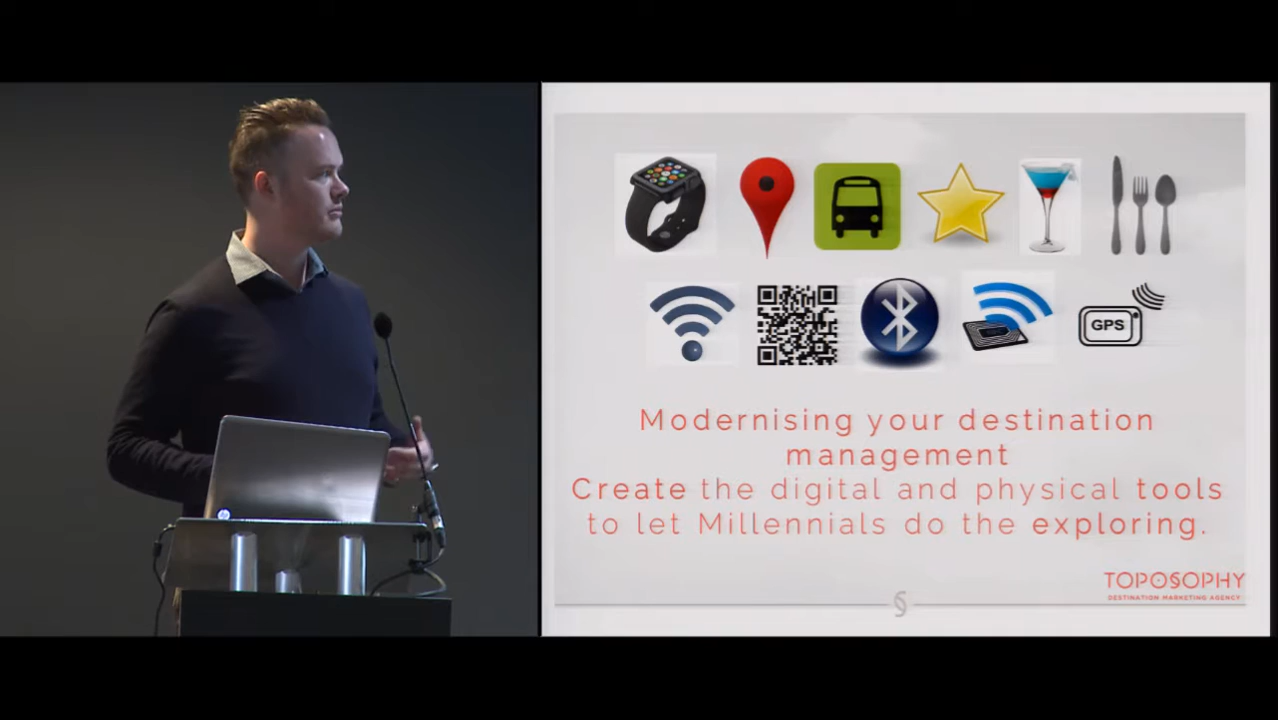 GPS
Modernising your destination
management
Create the digital and physical tools
to let Millennials do the exploring.
TOPOSOPHY
DESTINATION MARKETING AGENCY
hp